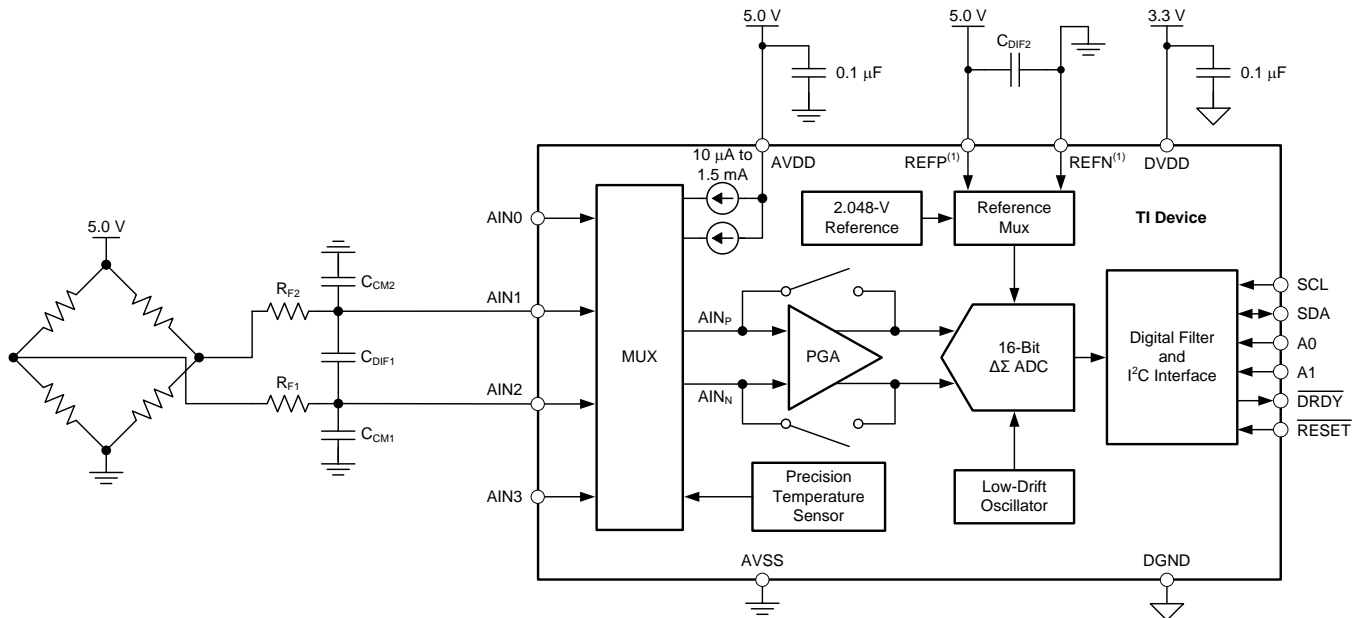 5.0 V
5.0 V
3.3 V
C_DIF2
0.1 μF
0.1 μF
10 μA to
1.5 mA
AVDD
REFP(1)
REFN(1)
DVDD
2.048-V
Reference
Reference
Mux
TI Device
5.0 V
AIN0
R_F2
C_CM2
AIN1
C_DIF1
R_F1
AIN2
C_CM1
AIN3
MUX
AIN_P
AIN_N
PGA
16-Bit
ΔΣ ADC
Digital Filter
and
I²C Interface
SCL
SDA
A0
A1
DRDY
RESET
Precision
Temperature
Sensor
Low-Drift
Oscillator
AVSS
DGND